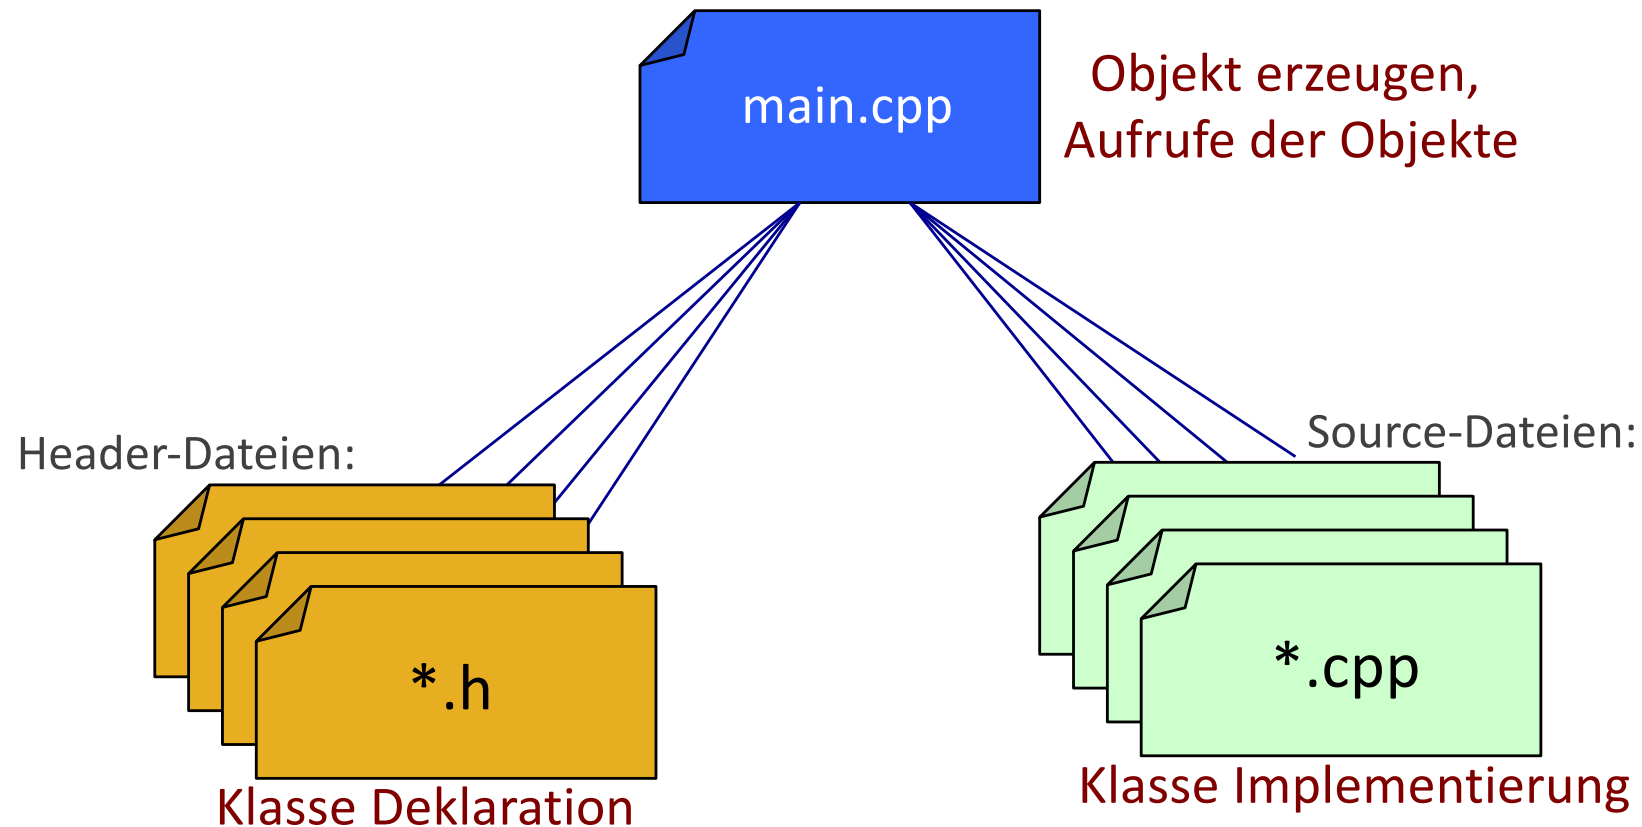 main.cpp
Objekt erzeugen,
Aufrufe der Objekte
Header-Dateien:
Source-Dateien:
*.h
*.cpp
Klasse Deklaration
Klasse Implementierung